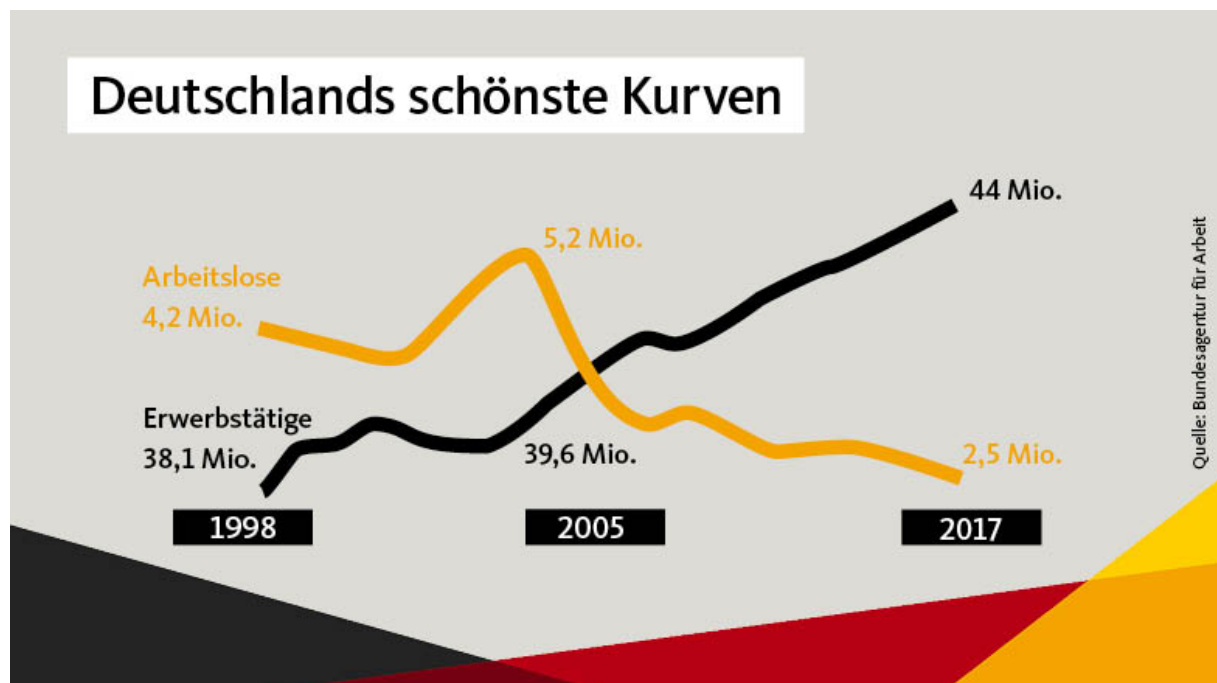 Deutschlands schönste Kurven
44 Mio.
5,2 Mio.
Arbeitslose
4,2 Mio.
Erwerbstätige
38,1 Mio.
39,6 Mio.
2,5 Mio.
1998
2005
2017
Quelle: Bundesagentur für Arbeit